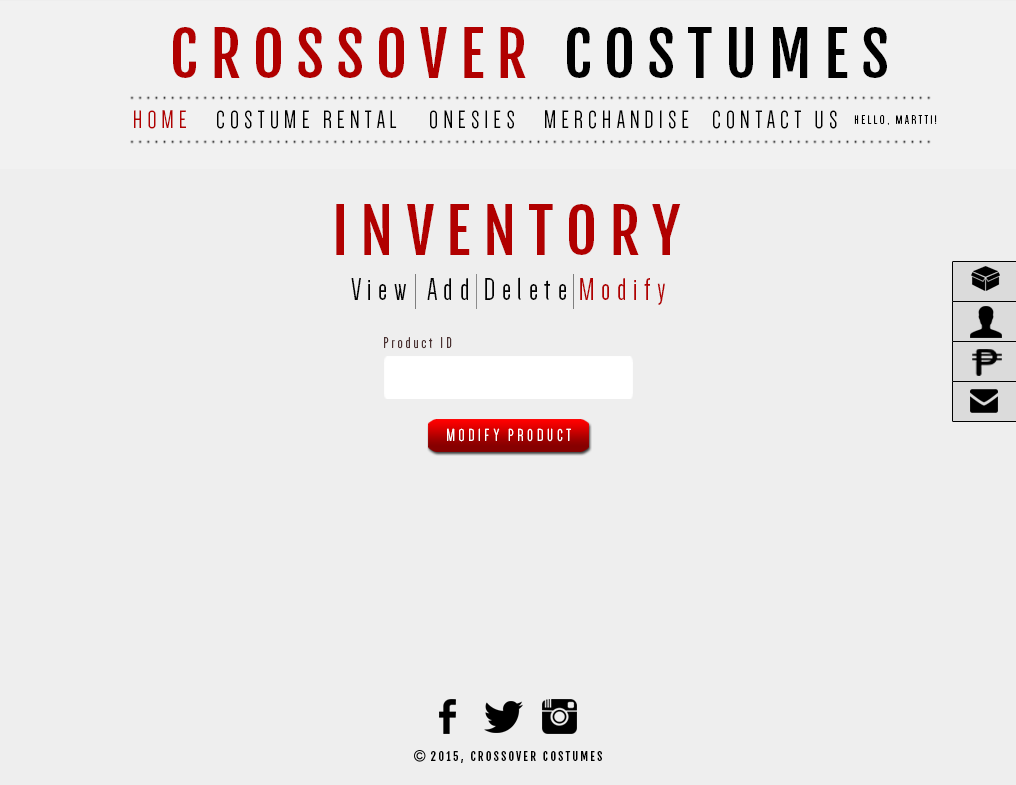 CROSSOVER COSTUMES
HOME COSTUME RENTAL ONESIES MERCHANDISE CONTACT US HELLO, MARTTI!
INVENTORY
View Add Delete Modify
Product ID
MODIFY PRODUCT
© 2015, CROSSOVER COSTUMES